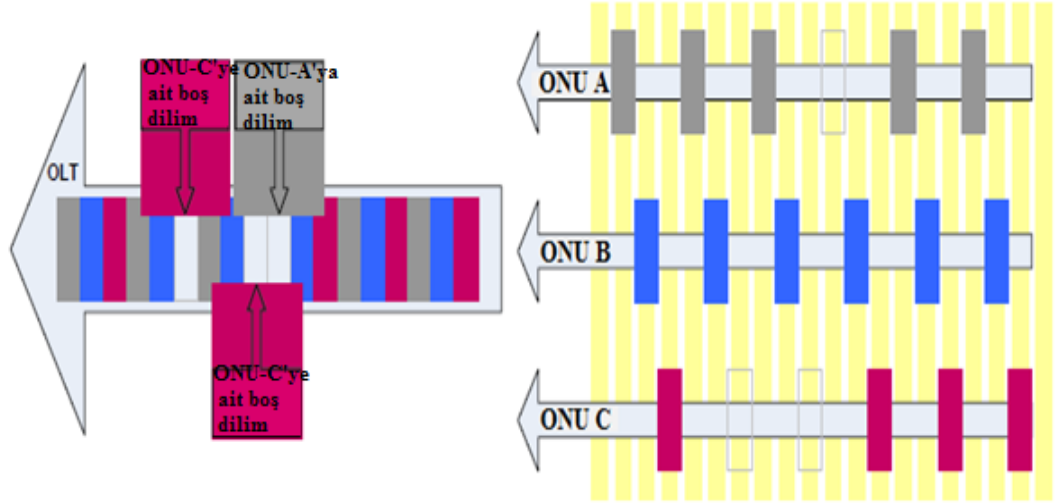 ONU-C'ye
ait boş
dilim
ONU-A'ya
ait boş
dilim
OLT
ONU-C'ye
ait boş
dilim
ONU A
ONU B
ONU C